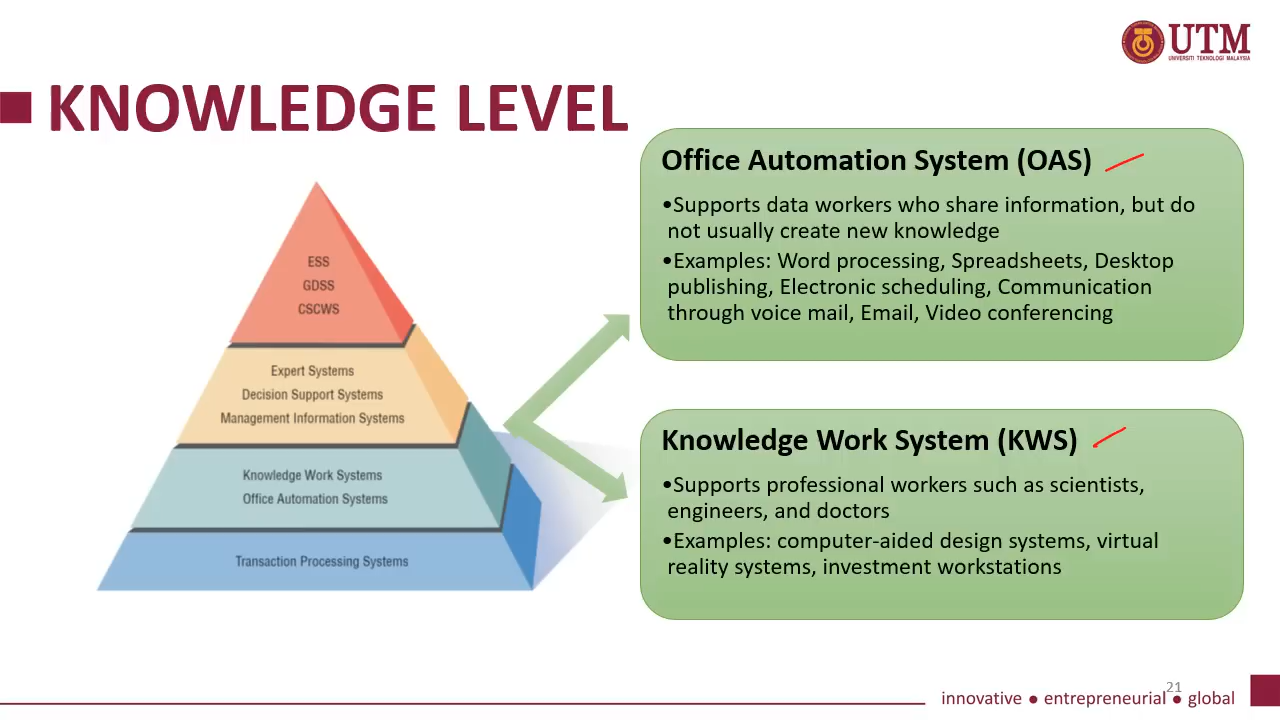 UTM
UNIVERSITI TEKNOLOGI MALAYSIA
KNOWLEDGE LEVEL
ESS
GDSS
CSCWS
Expert Systems
Decision Support Systems
Management Information Systems
Knowledge Work Systems
Office Automation Systems
Transaction Processing Systems
Office Automation System (OAS)
•Supports data workers who share information, but do
not usually create new knowledge
•Examples: Word processing, Spreadsheets, Desktop
publishing, Electronic scheduling, Communication
through voice mail, Email, Video conferencing
Knowledge Work System (KWS)
•Supports professional workers such as scientists,
engineers, and doctors
•Examples: computer-aided design systems, virtual
reality systems, investment workstations
21
innovative ● entrepreneurial ● global